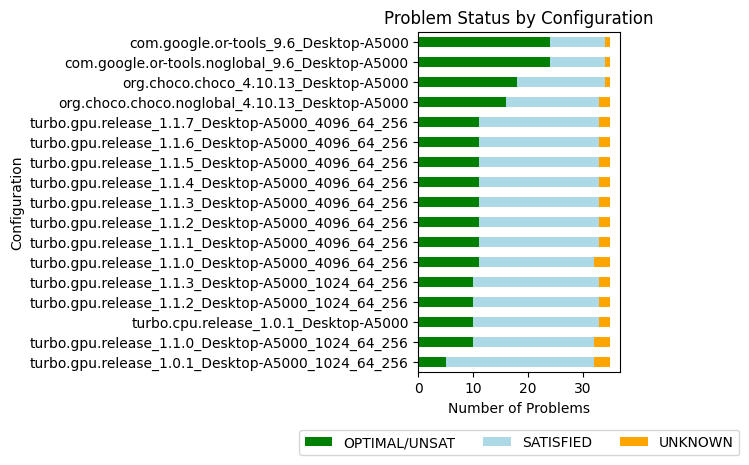 Problem Status by Configuration
com.google.or-tools_9.6_Desktop-A5000
com.google.or-tools.noglobal_9.6_Desktop-A5000
org.choco.choco_4.10.13_Desktop-A5000
org.choco.choco.noglobal_4.10.13_Desktop-A5000
turbo.gpu.release_1.1.7_Desktop-A5000_4096_64_256
turbo.gpu.release_1.1.6_Desktop-A5000_4096_64_256
turbo.gpu.release_1.1.5_Desktop-A5000_4096_64_256
turbo.gpu.release_1.1.4_Desktop-A5000_4096_64_256
turbo.gpu.release_1.1.3_Desktop-A5000_4096_64_256
turbo.gpu.release_1.1.2_Desktop-A5000_4096_64_256
turbo.gpu.release_1.1.1_Desktop-A5000_4096_64_256
turbo.gpu.release_1.1.0_Desktop-A5000_4096_64_256
turbo.gpu.release_1.1.3_Desktop-A5000_1024_64_256
turbo.gpu.release_1.1.2_Desktop-A5000_1024_64_256
turbo.cpu.release_1.0.1_Desktop-A5000
turbo.gpu.release_1.1.0_Desktop-A5000_1024_64_256
turbo.gpu.release_1.0.1_Desktop-A5000_1024_64_256
Configuration
0 10 20 30
Number of Problems
OPTIMAL/UNSAT SATISFIED UNKNOWN